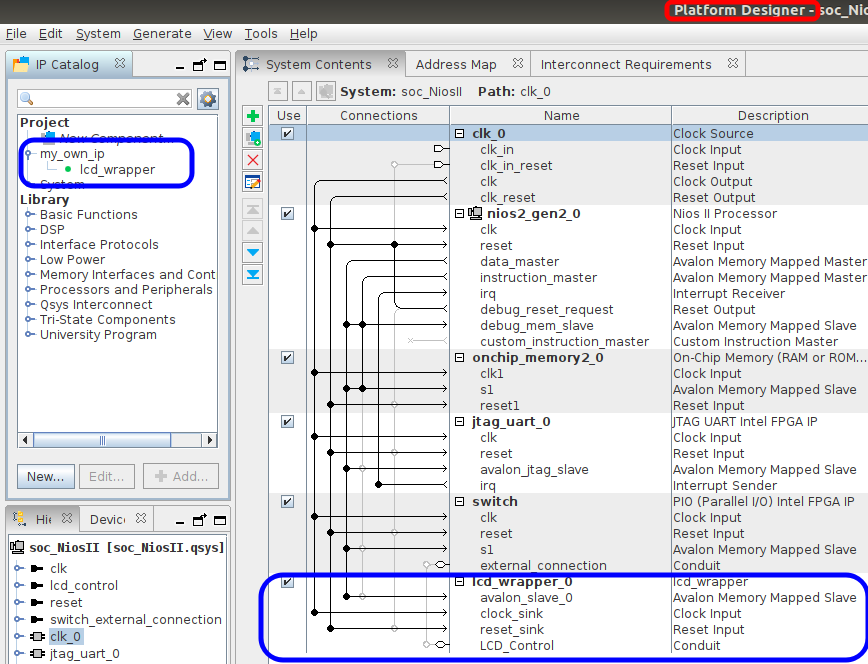 Platform Designer - soc_Nio
File Edit System Generate View Tools Help
IP Catalog
Project
New Component...
my_own_ip
lcd_wrapper
System
Library
Basic Functions
DSP
Interface Protocols
Low Power
Memory Interfaces and Cont
Processors and Peripherals
Qsys Interconnect
Tri-State Components
University Program
New... Edit... Add...
Hie Device
soc_NiosII [soc_NiosII.qsys]
clk
lcd_control
reset
switch_external_connection
clk_0
jtag_uart_0
System Contents Address Map Interconnect Requirements
System: soc_NiosII Path: clk_0
Use Connections Name Description
clk_0 Clock Source
clk_in Clock Input
clk_in_reset Reset Input
clk Clock Output
clk_reset Reset Output
nios2_gen2_0 Nios II Processor
clk Clock Input
reset Reset Input
data_master Avalon Memory Mapped Master
instruction_master Avalon Memory Mapped Master
irq Interrupt Receiver
debug_reset_request Reset Output
debug_mem_slave Avalon Memory Mapped Slave
custom_instruction_master Custom Instruction Master
onchip_memory2_0 On-Chip Memory (RAM or ROM...
clk1 Clock Input
s1 Avalon Memory Mapped Slave
reset1 Reset Input
jtag_uart_0 JTAG UART Intel FPGA IP
clk Clock Input
reset Reset Input
avalon_jtag_slave Avalon Memory Mapped Slave
irq Interrupt Sender
switch PIO (Parallel I/O) Intel FPGA IP
clk Clock Input
reset Reset Input
s1 Avalon Memory Mapped Slave
external_connection Conduit
lcd_wrapper_0 lcd_wrapper
avalon_slave_0 Avalon Memory Mapped Slave
clock_sink Clock Input
reset_sink Reset Input
LCD_Control Conduit